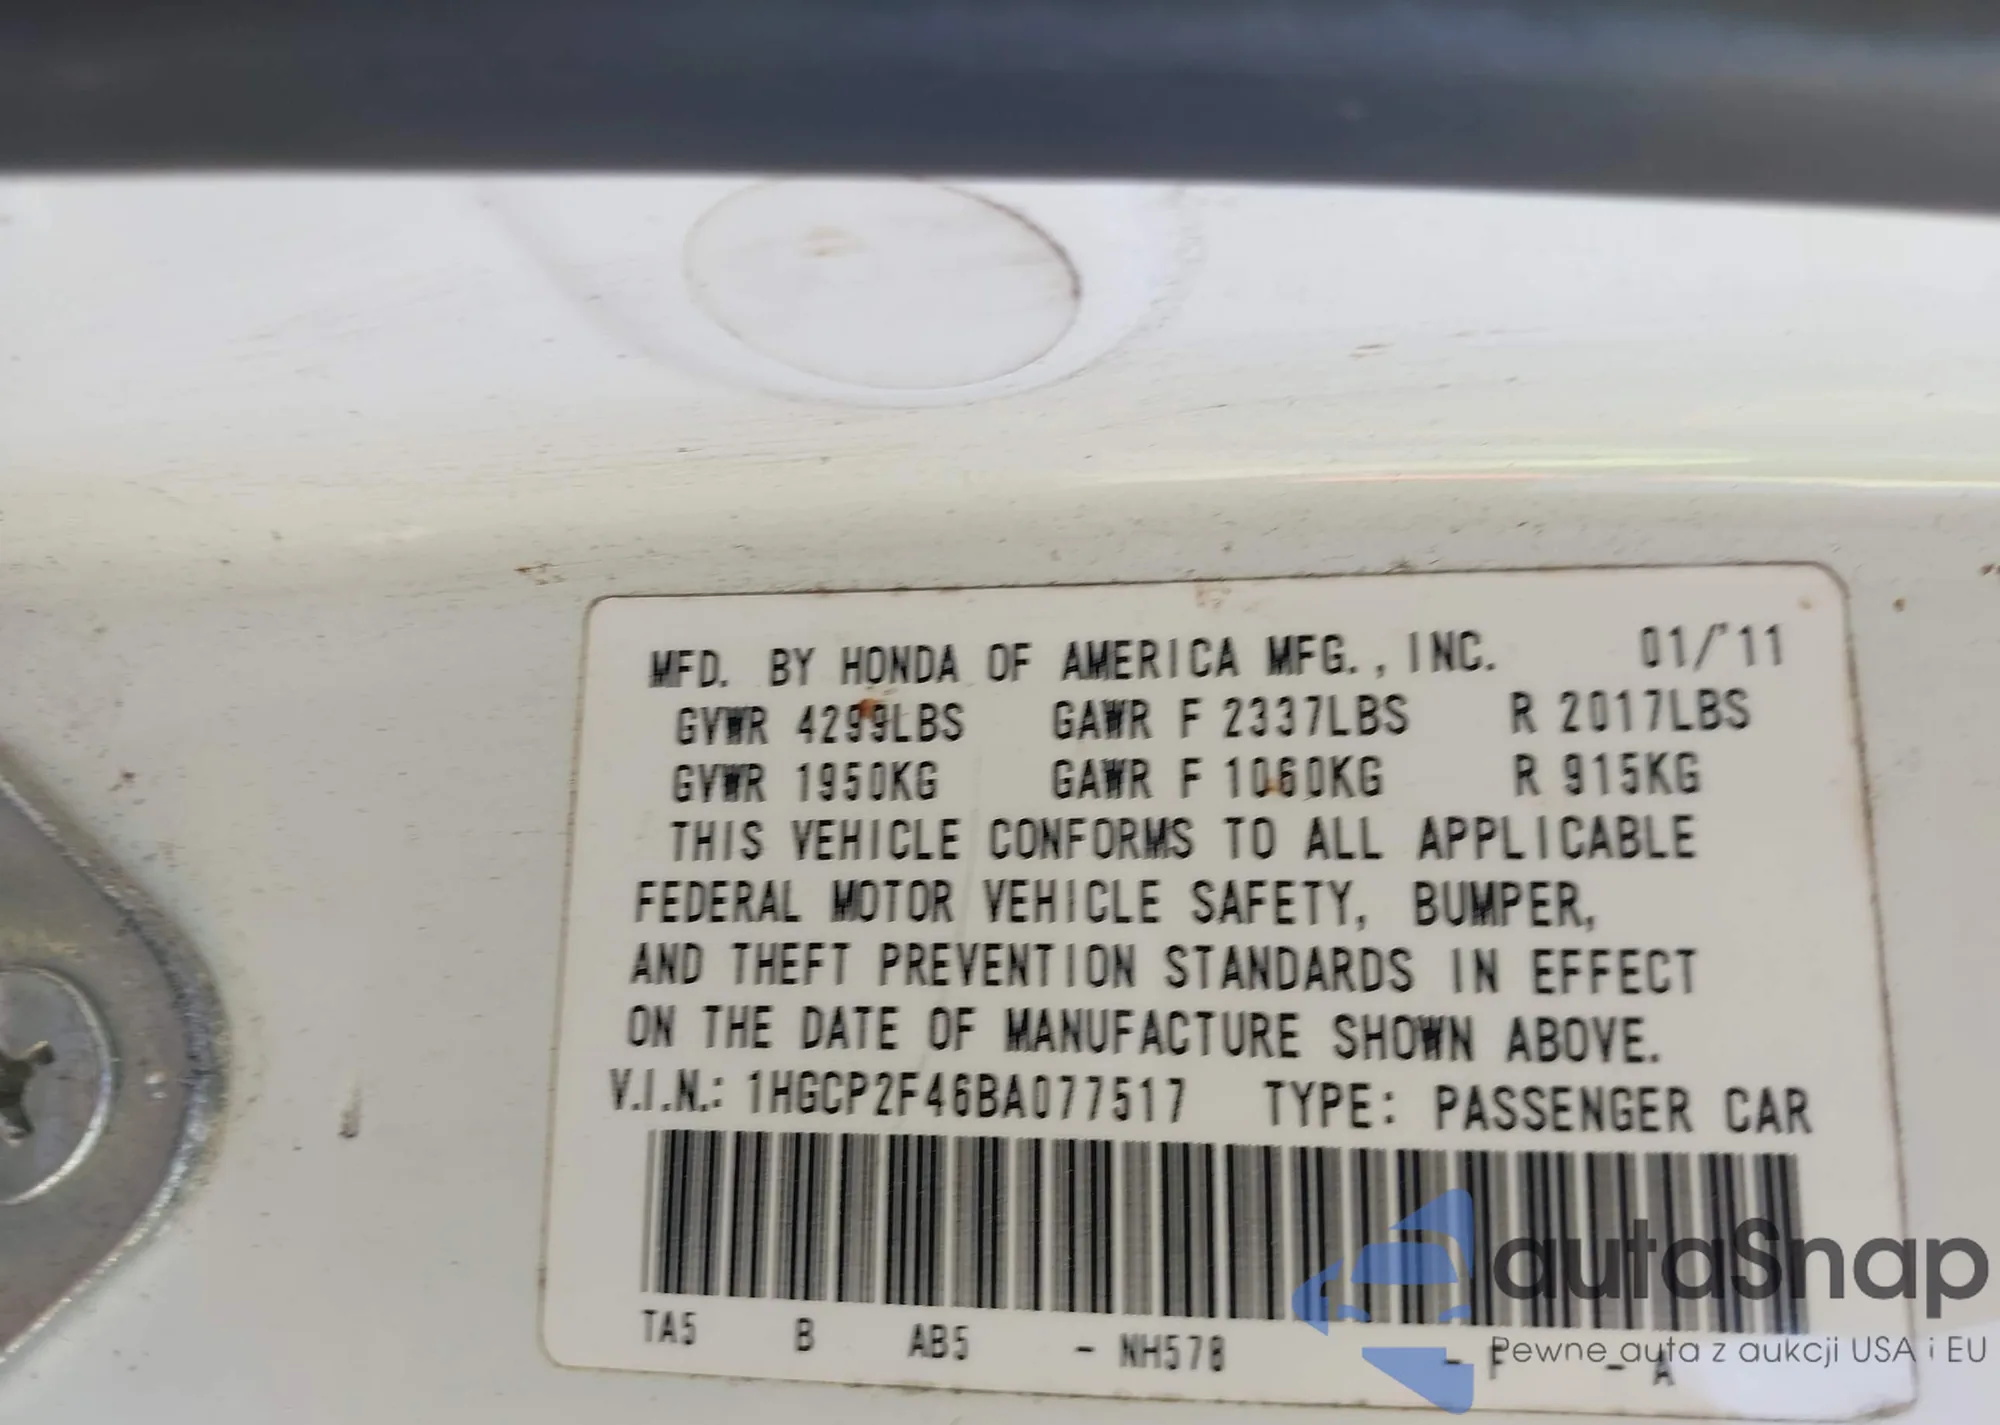 MFD. BY HONDA OF AMERICA MFG., INC. 01/'11
GVWR 4299LBS GAWR F 2337LBS R 2017LBS
GVWR 1950KG GAWR F 1060KG R 915KG
THIS VEHICLE CONFORMS TO ALL APPLICABLE
FEDERAL MOTOR VEHICLE SAFETY, BUMPER,
AND THEFT PREVENTION STANDARDS IN EFFECT
ON THE DATE OF MANUFACTURE SHOWN ABOVE.
V.I.N.: 1HGCP2F46BA077517 TYPE: PASSENGER CAR
TA5 B AB5 - NH578 - - A
autaSnap
Pewne auta z aukcji USA i EU